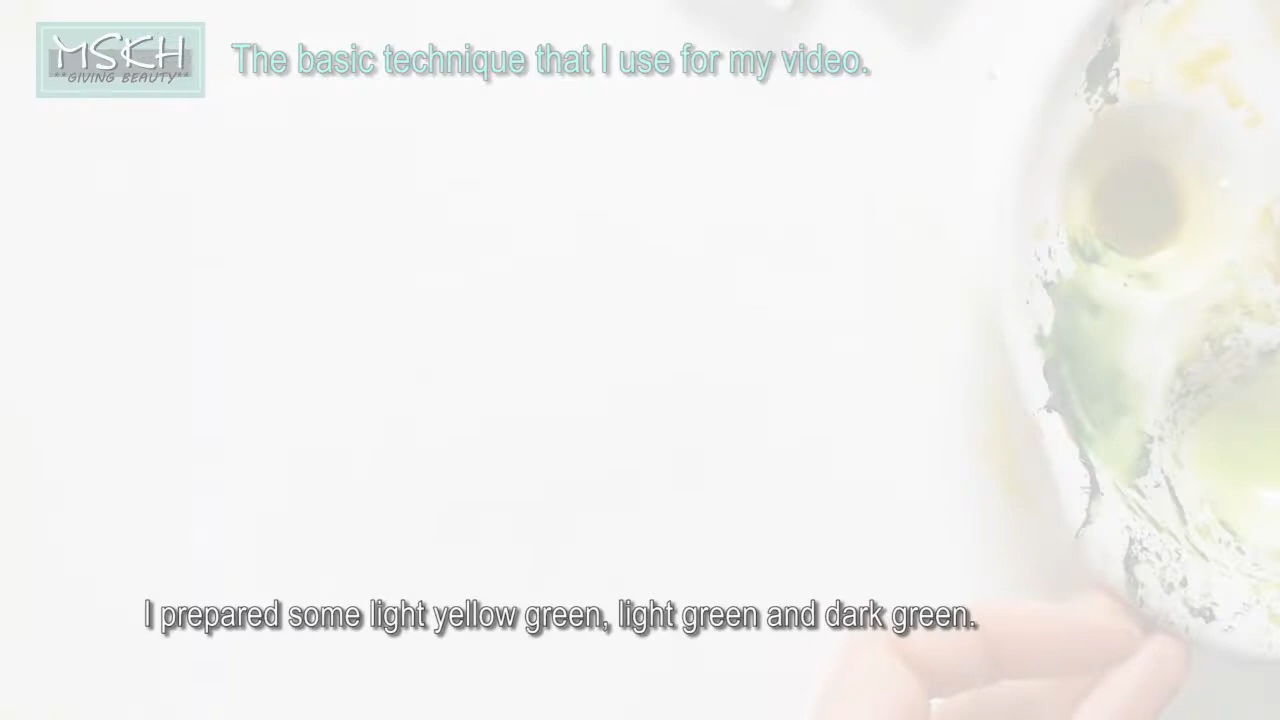 MSKH
**GIVING BEAUTY**
The basic technique that I use for my video.
I prepared some light yellow green, light green and dark green.